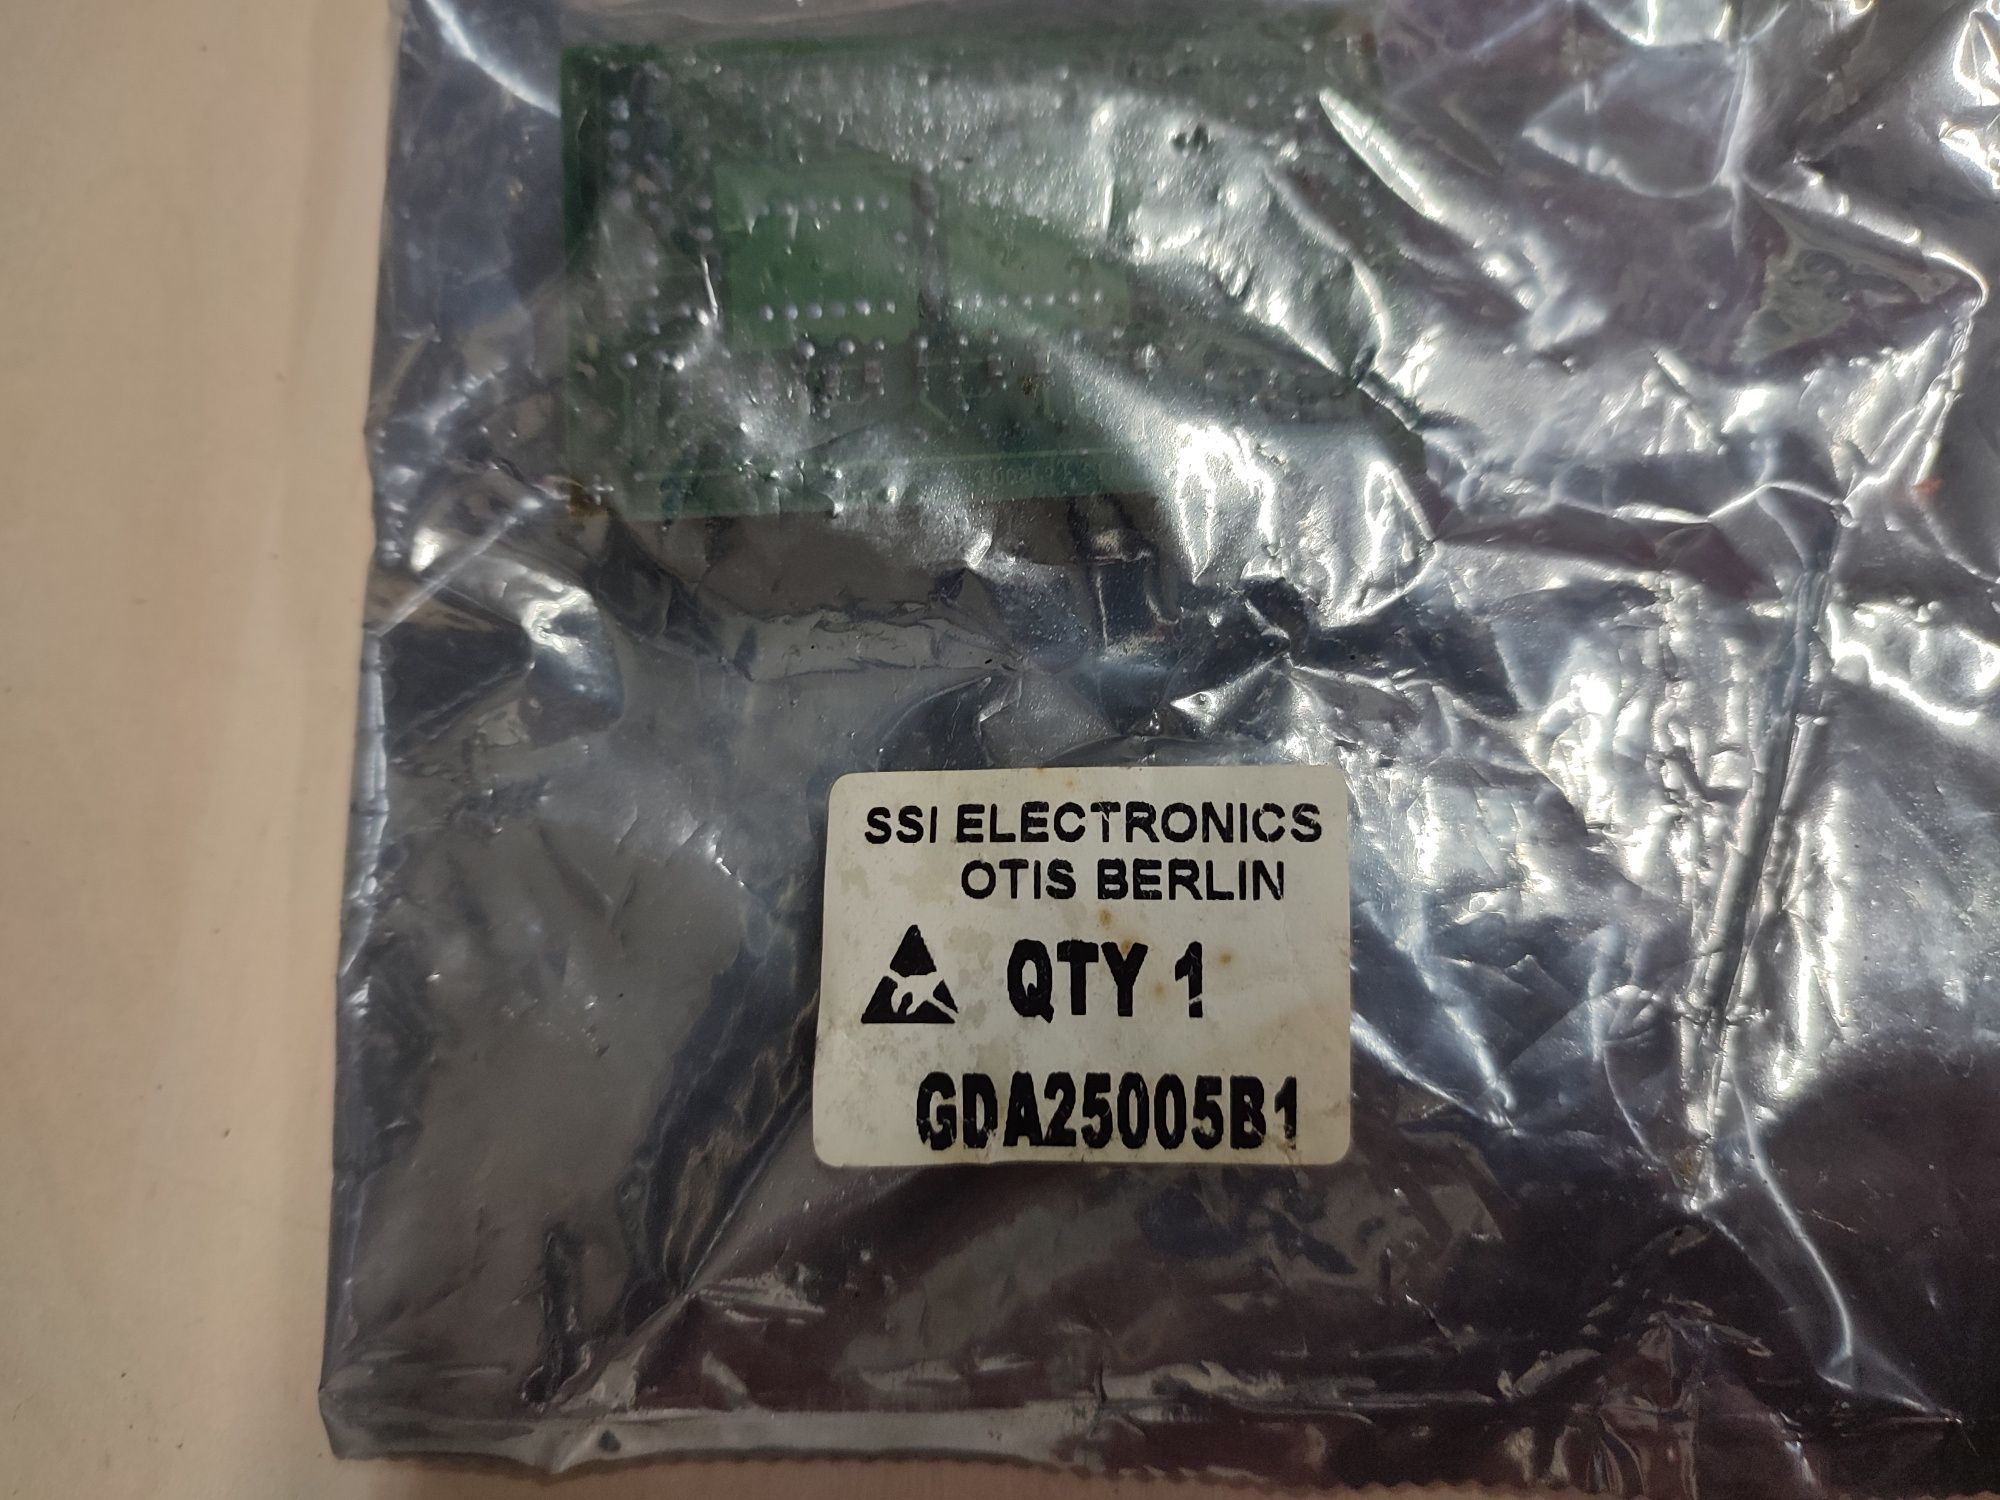 SSI ELECTRONICS
OTIS BERLIN
QTY 1
GDA25005B1